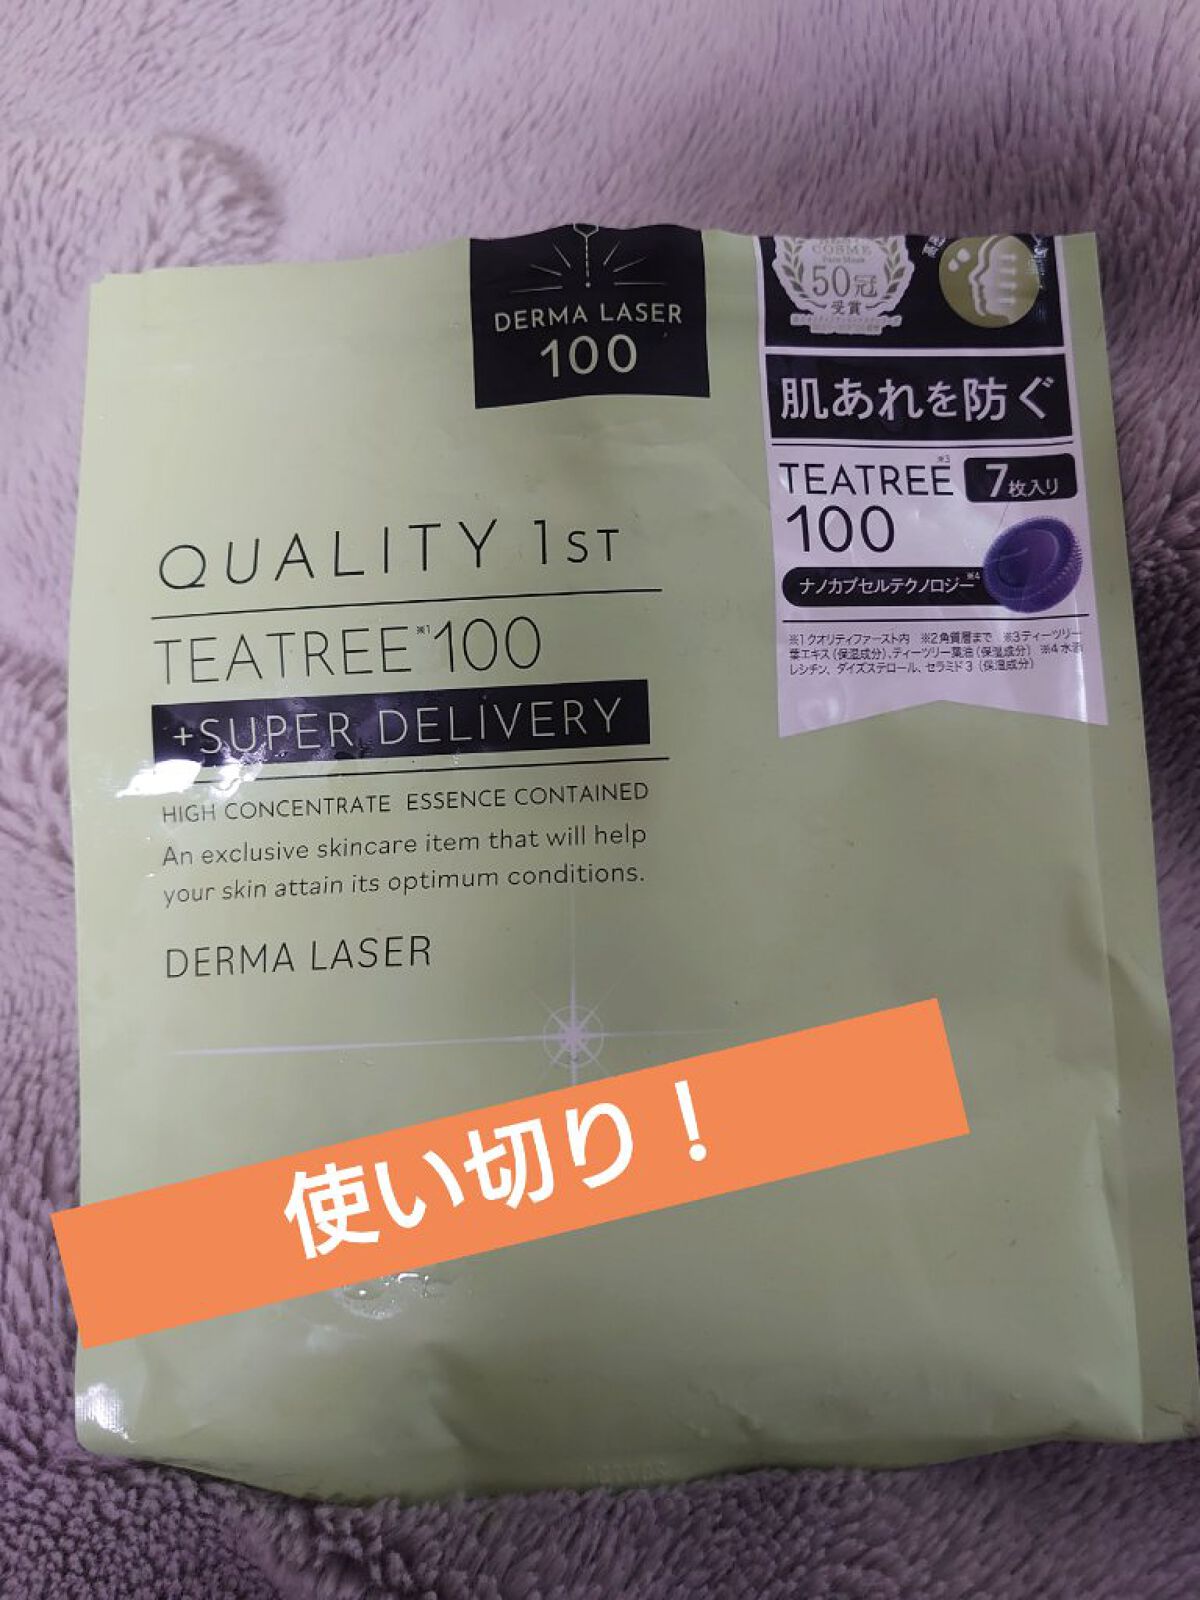 DERMA LASER
100
COSME
50冠
受賞
肌あれを防ぐ
TEATREE※3
7枚入り
100
ナノカプセルテクノロジー※4
※1クオリティファースト内 ※2角質層まで ※3ティーツリー
葉エキス(保湿成分)、ティーツリー葉油(保湿成分) ※4水添
レシチン、ダイズステロール、セラミド3(保湿成分)
QUALITY 1ST
TEATREE※1100
+SUPER DELIVERY
HIGH CONCENTRATE ESSENCE CONTAINED
An exclusive skincare item that will help
your skin attain its optimum conditions.
DERMA LASER
使い切り！